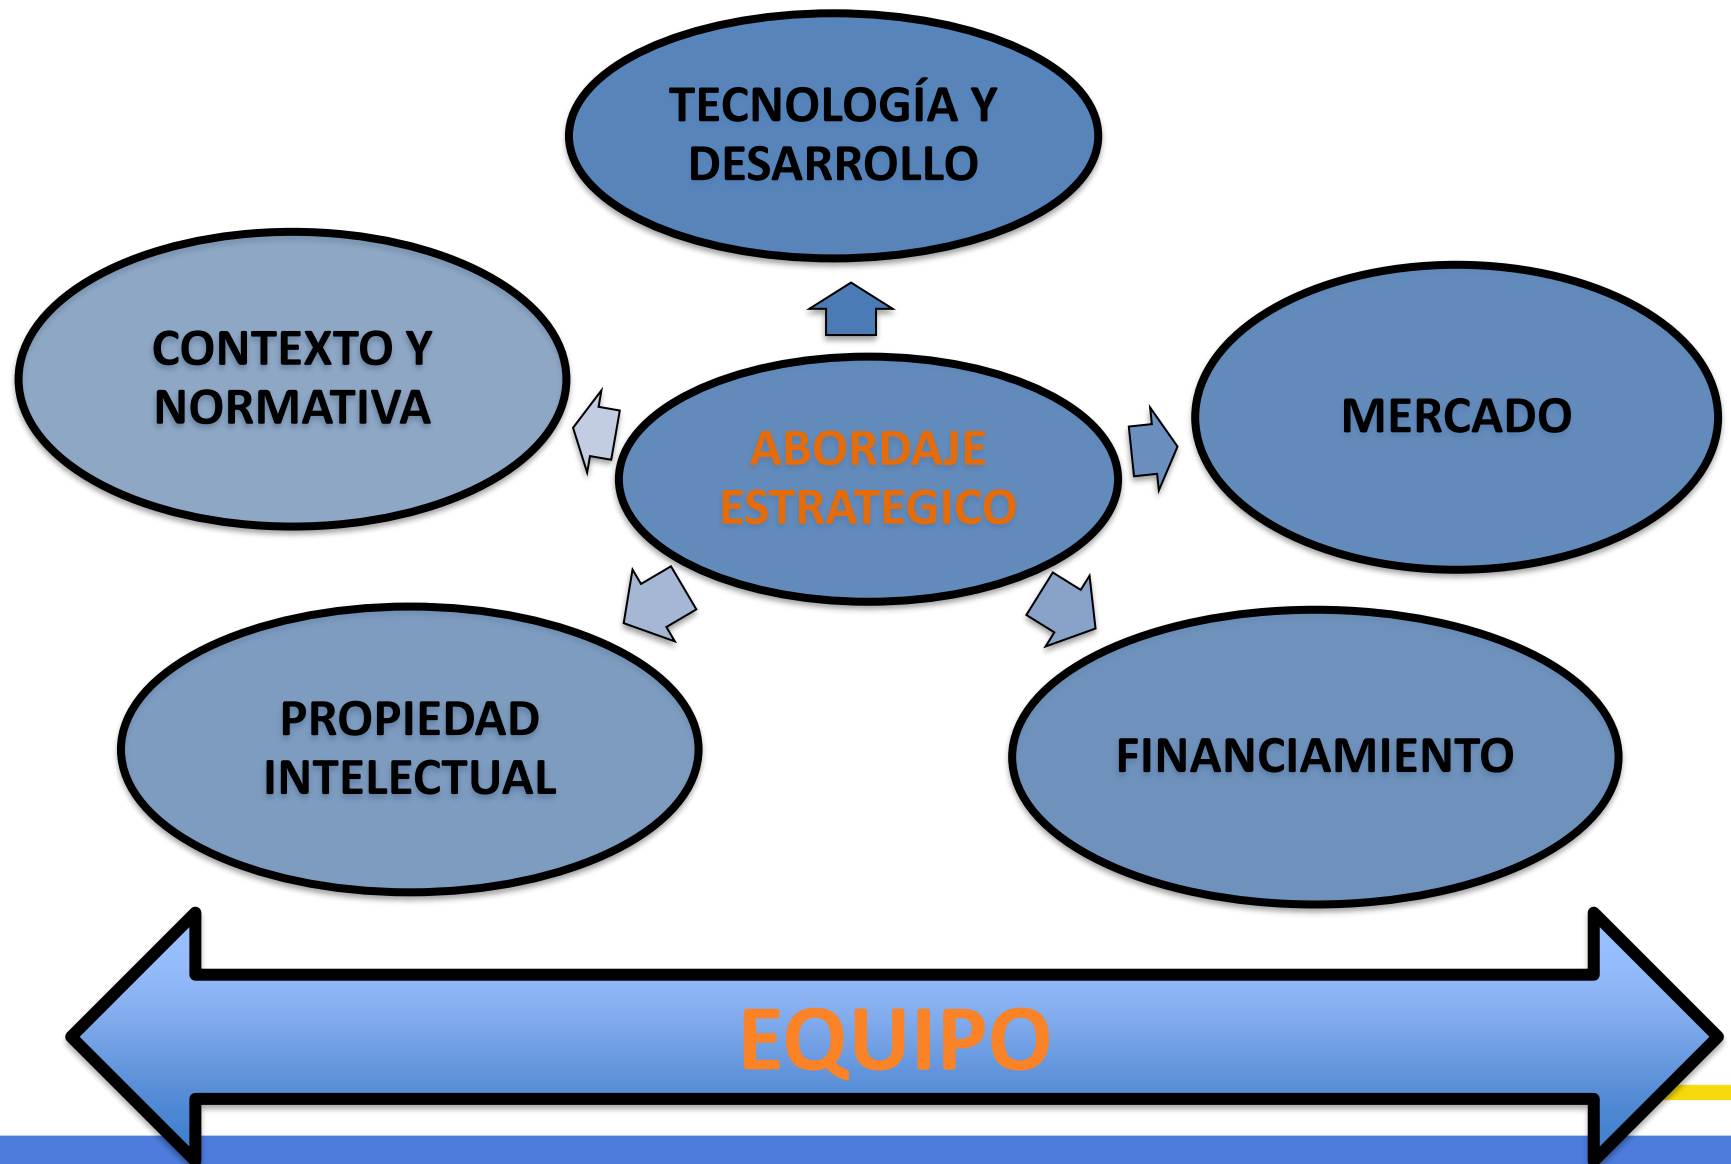 TECNOLOGÍA Y
DESARROLLO
CONTEXTO Y
NORMATIVA
MERCADO
ABORDAJE
ESTRATEGICO
PROPIEDAD
INTELECTUAL
FINANCIAMIENTO
EQUIPO